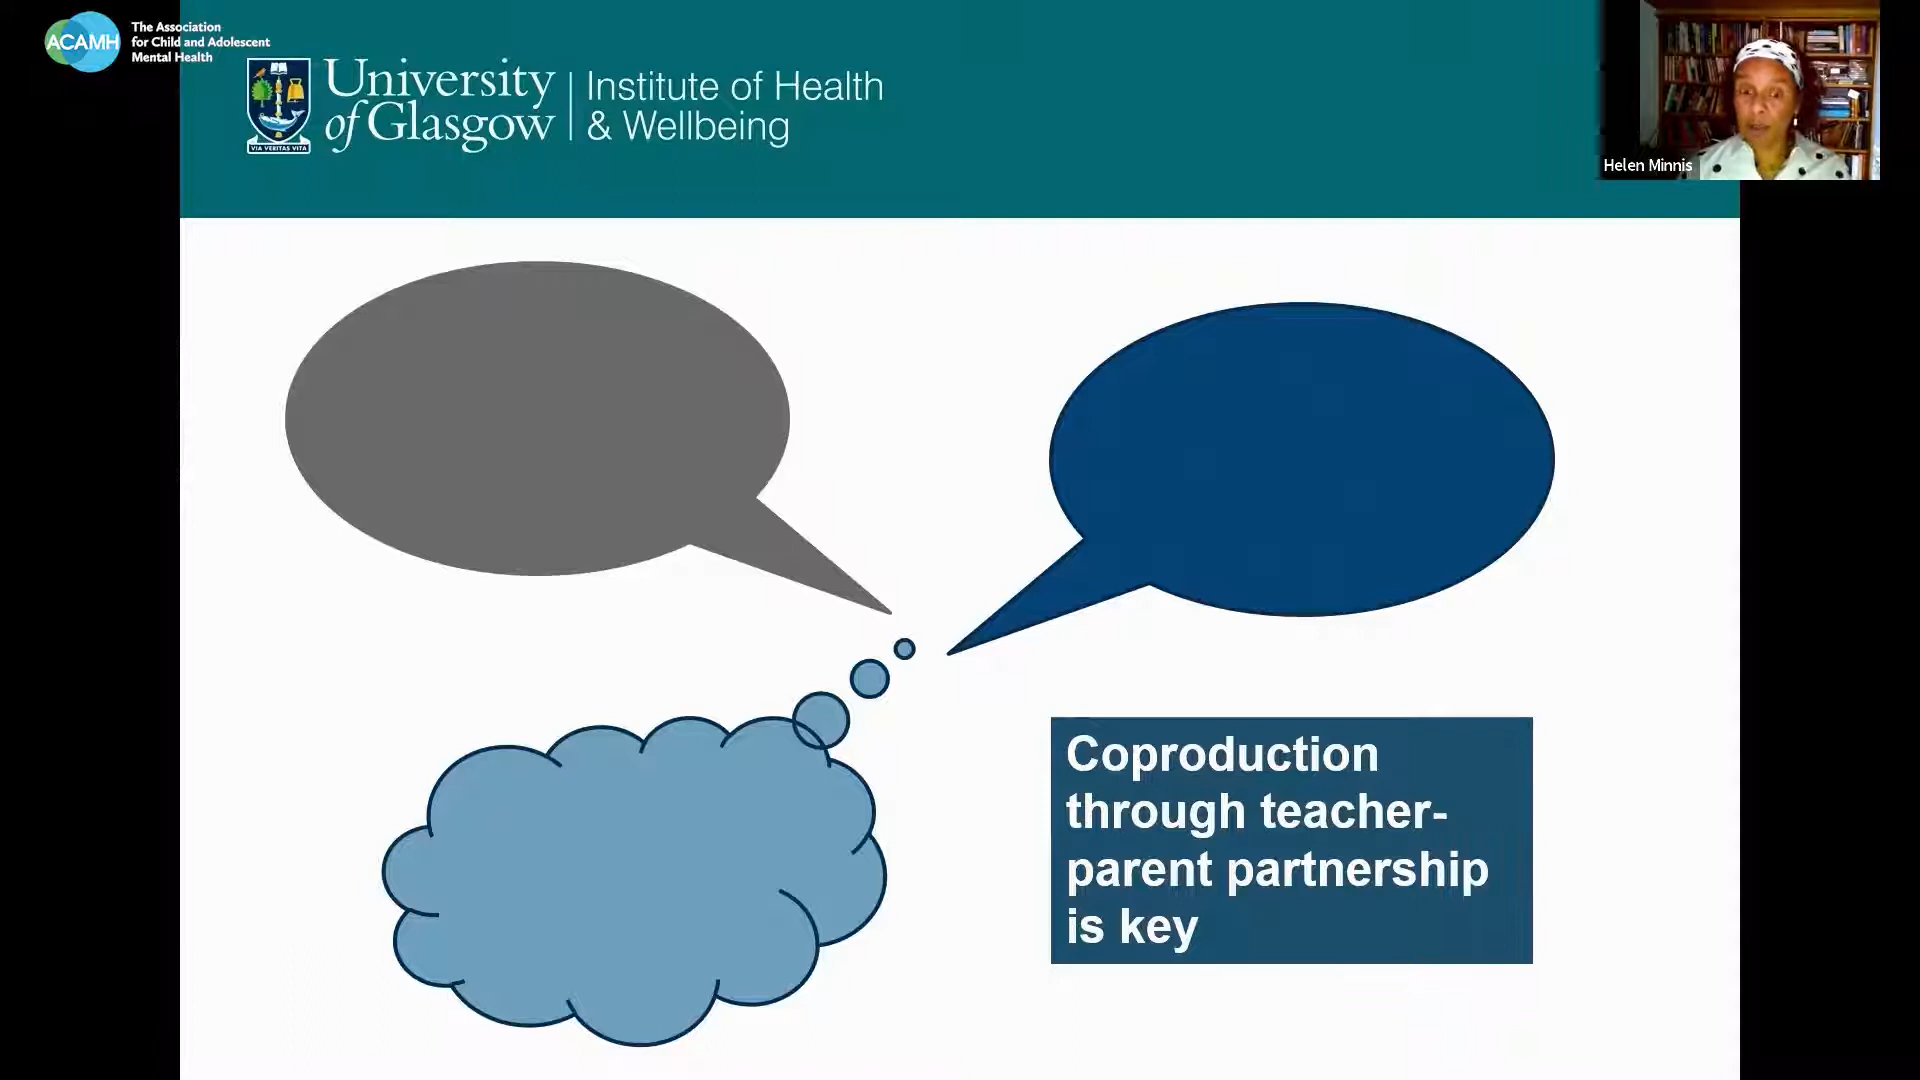 ACAMH
The Association
for Child and Adolescent
Mental Health
University
of Glasgow
Institute of Health
& Wellbeing
VIA VERITAS VITA
Helen Minnis
Coproduction
through teacher-
parent partnership
is key